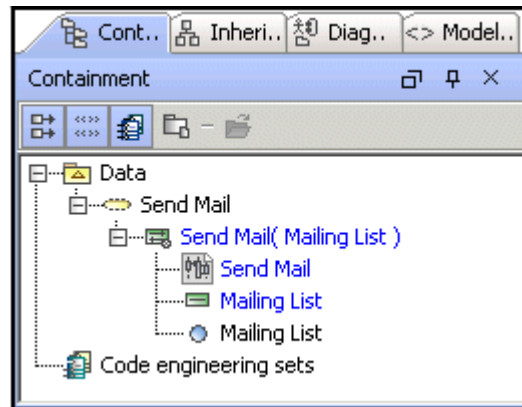 Cont.. Inheri.. Diag.. <> Model..
Containment
Data
Send Mail
Send Mail( Mailing List )
Send Mail
Mailing List
Mailing List
Code engineering sets